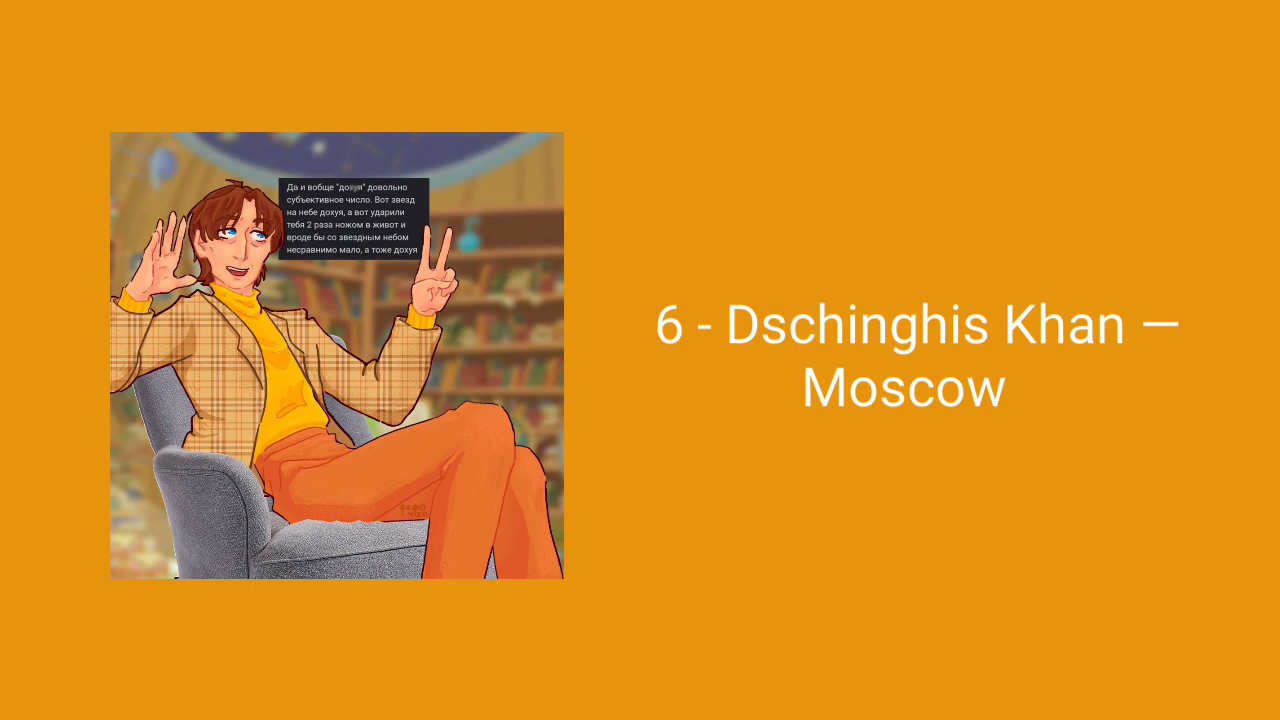 Да и вобще "дохуя" довольно
субъективное число. Вот звезд
на небе дохуя, а вот ударили
тебя 2 раза ножом в живот и
вроде бы со звездным небом
несравнимо мало, а тоже дохуя
6 - Dschinghis Khan —
Moscow